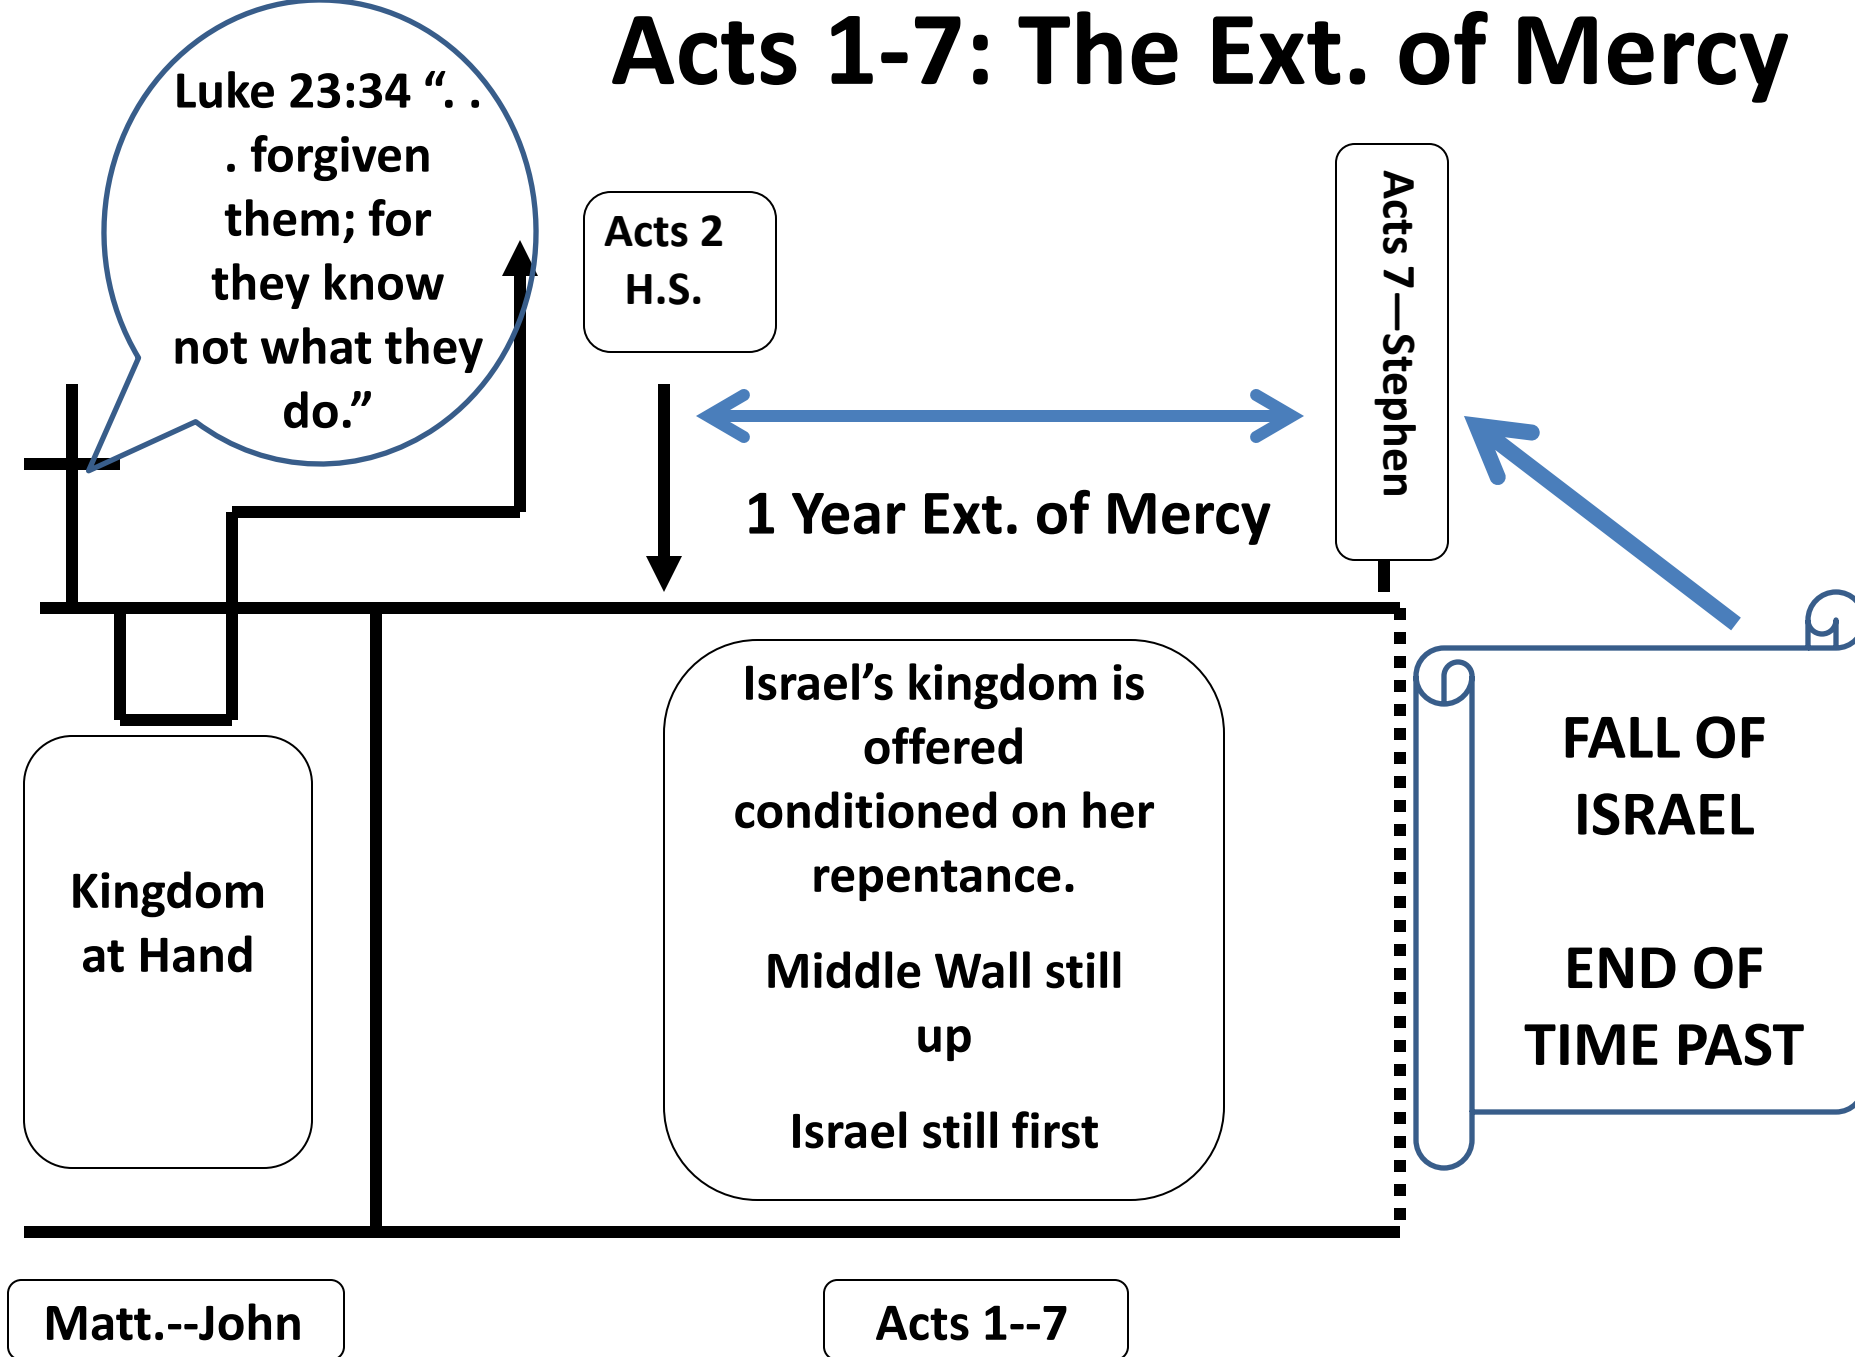 Acts 1-7: The Ext. of Mercy
Luke 23:34 “. .
. forgiven
them; for
they know
not what they
do.”
Acts 2
H.S.
Acts 7—Stephen
1 Year Ext. of Mercy
Kingdom
at Hand
Israel’s kingdom is
offered
conditioned on her
repentance.
Middle Wall still
up
Israel still first
FALL OF
ISRAEL
END OF
TIME PAST
Matt.--John
Acts 1--7